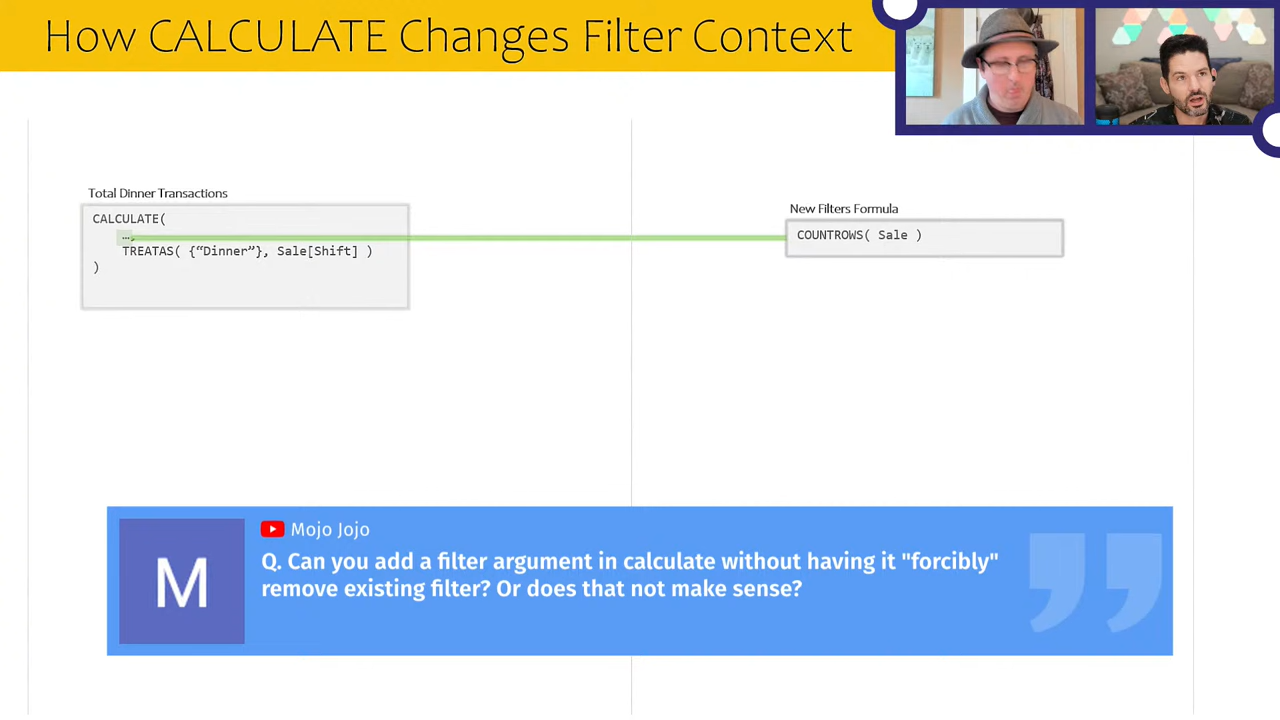 How CALCULATE Changes Filter Context
Total Dinner Transactions
CALCULATE(
…,
TREATAS( {“Dinner”}, Sale[Shift] )
)
New Filters Formula
COUNTROWS( Sale )
M
Mojo Jojo
Q. Can you add a filter argument in calculate without having it "forcibly"
remove existing filter? Or does that not make sense?